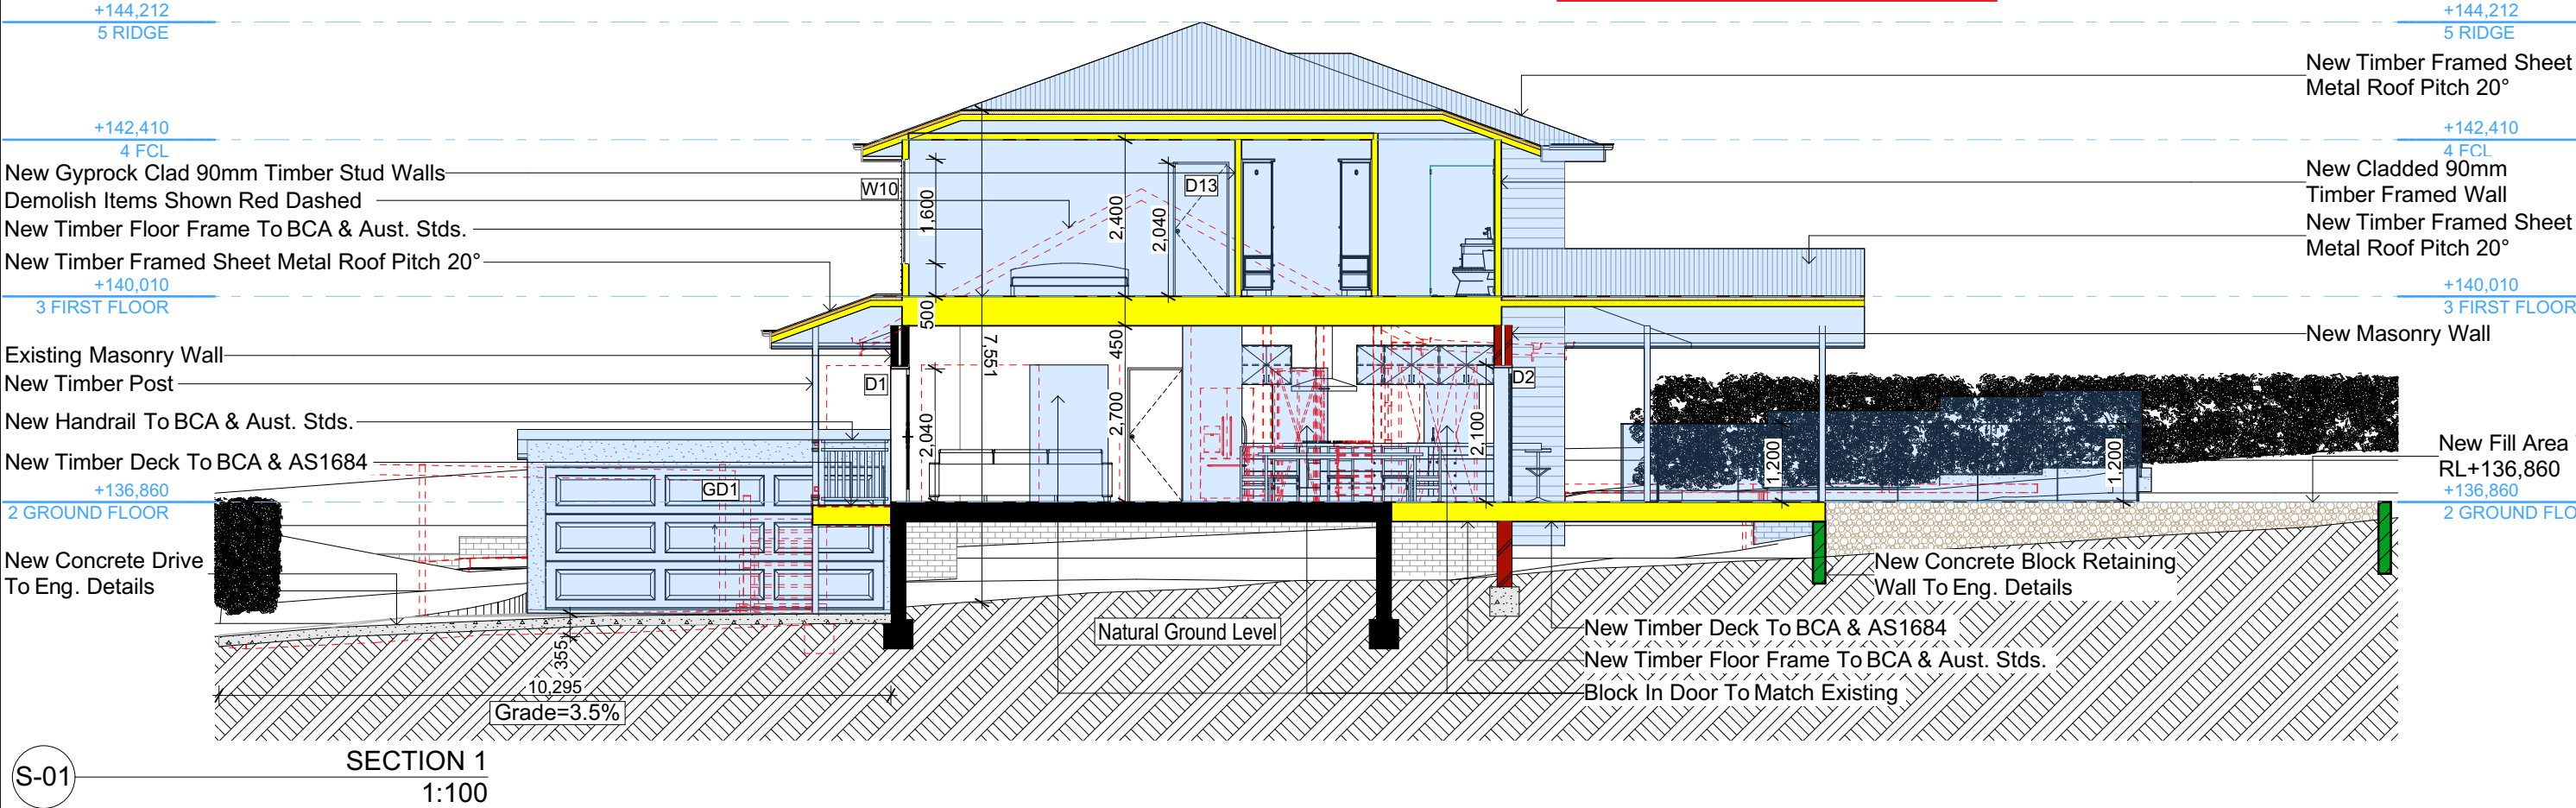 +144,212
5 RIDGE
+144,212
5 RIDGE
New Timber Framed Sheet
Metal Roof Pitch 20°
+142,410
4 FCL
+142,410
4 FCL
New Gyprock Clad 90mm Timber Stud Walls
Demolish Items Shown Red Dashed
New Timber Floor Frame To BCA & Aust. Stds.
New Timber Framed Sheet Metal Roof Pitch 20°
W10
1,600
2,400
2,040
D13
New Cladded 90mm
Timber Framed Wall
New Timber Framed Sheet
Metal Roof Pitch 20°
+140,010
3 FIRST FLOOR
+140,010
3 FIRST FLOOR
500
7,551
450
New Masonry Wall
Existing Masonry Wall
New Timber Post
D1
D2
New Handrail To BCA & Aust. Stds.
New Timber Deck To BCA & AS1684
2,040
2,700
2,100
1,200
1,200
New Fill Area
RL+136,860
+136,860
2 GROUND FLOOR
GD1
+136,860
2 GROUND FLO
New Concrete Drive
To Eng. Details
New Concrete Block Retaining
Wall To Eng. Details
Natural Ground Level
New Timber Deck To BCA & AS1684
New Timber Floor Frame To BCA & Aust. Stds.
Block In Door To Match Existing
355
10,295
Grade=3.5%
S-01
SECTION 1
1:100